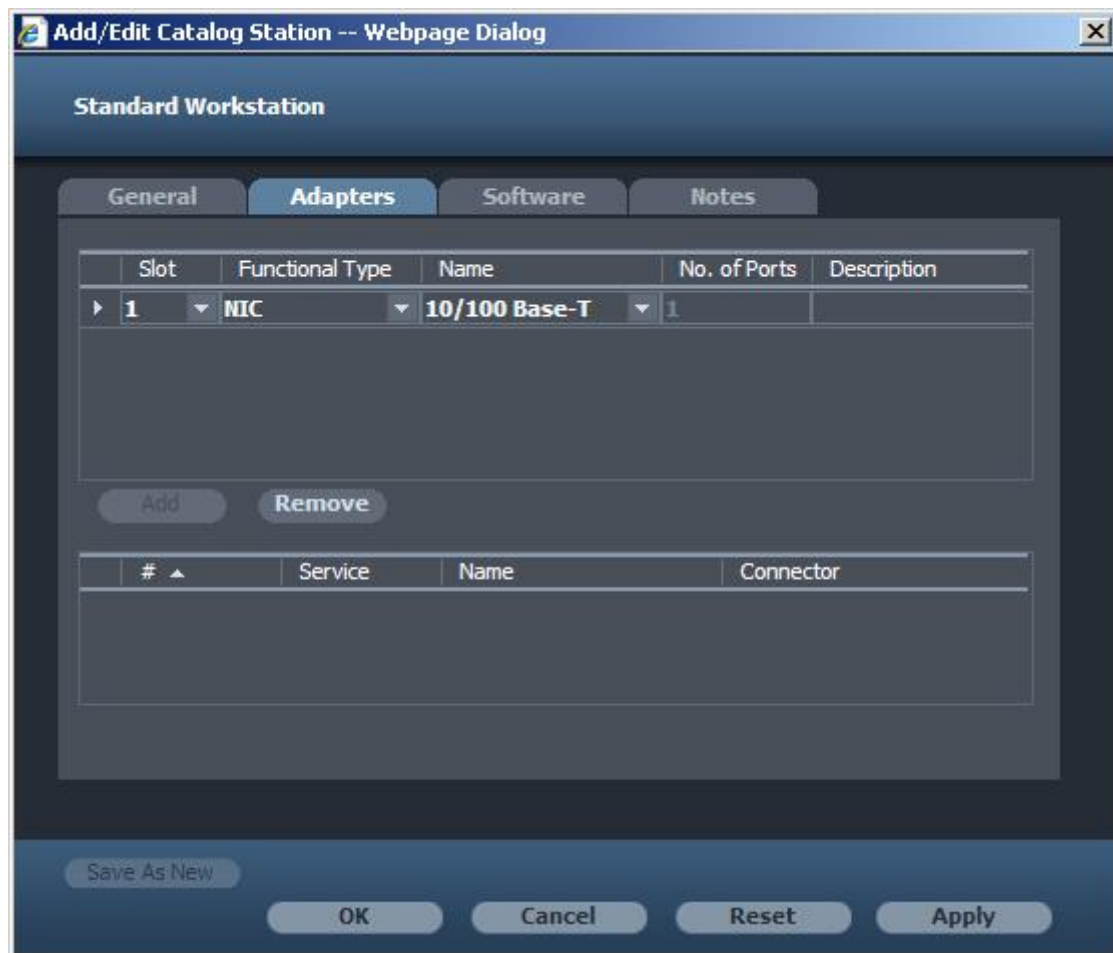 Add/Edit Catalog Station -- Webpage Dialog
Standard Workstation
General Adapters Software Notes
Slot Functional Type Name No. of Ports Description
1 NIC 10/100 Base-T 1
Add Remove
# Service Name Connector
Save As New
OK Cancel Reset Apply